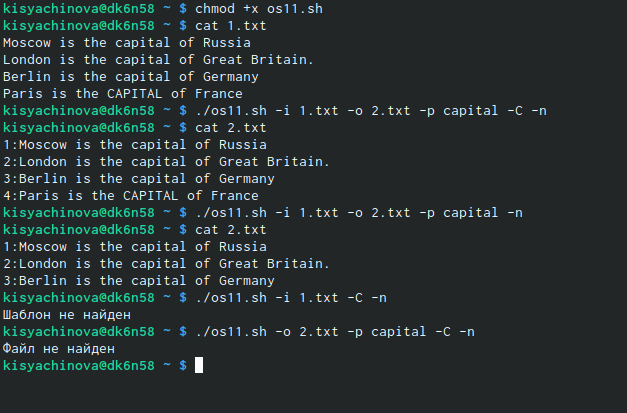 kisyachinova@dk6n58 ~ $ chmod +x os11.sh
kisyachinova@dk6n58 ~ $ cat 1.txt
Moscow is the capital of Russia
London is the capital of Great Britain.
Berlin is the capital of Germany
Paris is the CAPITAL of France
kisyachinova@dk6n58 ~ $ ./os11.sh -i 1.txt -o 2.txt -p capital -C -n
kisyachinova@dk6n58 ~ $ cat 2.txt
1:Moscow is the capital of Russia
2:London is the capital of Great Britain.
3:Berlin is the capital of Germany
4:Paris is the CAPITAL of France
kisyachinova@dk6n58 ~ $ ./os11.sh -i 1.txt -o 2.txt -p capital -n
kisyachinova@dk6n58 ~ $ cat 2.txt
1:Moscow is the capital of Russia
2:London is the capital of Great Britain.
3:Berlin is the capital of Germany
kisyachinova@dk6n58 ~ $ ./os11.sh -i 1.txt -C -n
Шаблон не найден
kisyachinova@dk6n58 ~ $ ./os11.sh -o 2.txt -p capital -C -n
Файл не найден
kisyachinova@dk6n58 ~ $